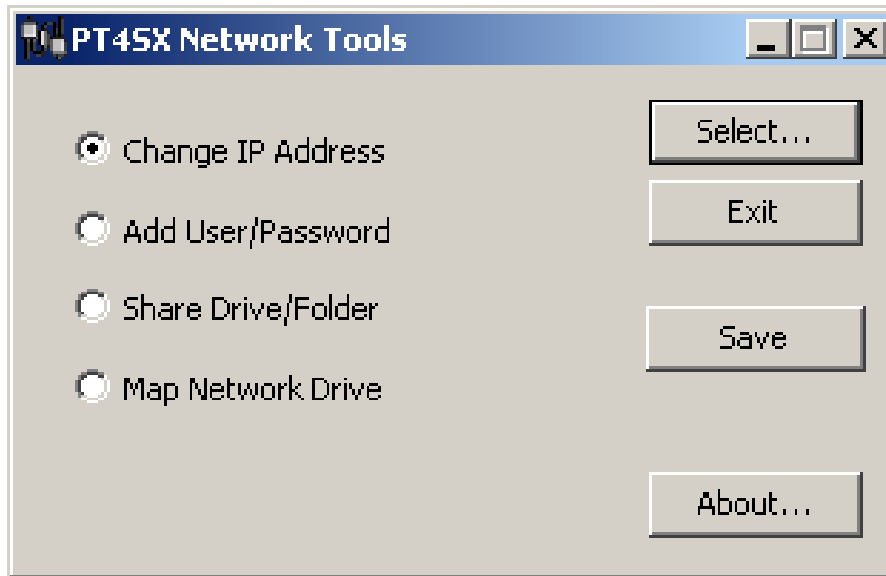 PT4SX Network Tools
Change IP Address
Select...
Add User/Password
Exit
Share Drive/Folder
Save
Map Network Drive
About...